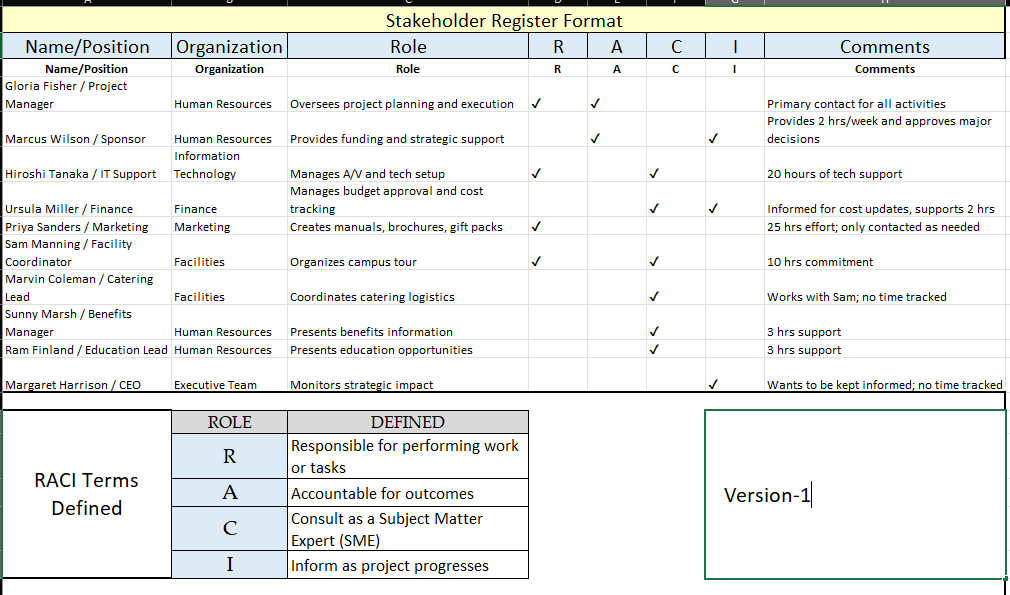 Stakeholder Register Format
Name/Position Organization Role R A C I Comments
Name/Position Organization Role R A C I Comments
Gloria Fisher / Project
Manager Human Resources Oversees project planning and execution ✓ ✓ Primary contact for all activities
Provides 2 hrs/week and approves major
Marcus Wilson / Sponsor Human Resources Provides funding and strategic support ✓ ✓ decisions
Information
Hiroshi Tanaka / IT Support Technology Manages A/V and tech setup ✓ ✓ 20 hours of tech support
Manages budget approval and cost
Ursula Miller / Finance Finance tracking ✓ ✓ Informed for cost updates, supports 2 hrs
Priya Sanders / Marketing Marketing Creates manuals, brochures, gift packs ✓ 25 hrs effort; only contacted as needed
Sam Manning / Facility
Coordinator Facilities Organizes campus tour ✓ ✓ 10 hrs commitment
Marvin Coleman / Catering
Lead Facilities Coordinates catering logistics ✓ Works with Sam; no time tracked
Sunny Marsh / Benefits
Manager Human Resources Presents benefits information ✓ 3 hrs support
Ram Finland / Education Lead Human Resources Presents education opportunities ✓ 3 hrs support
Margaret Harrison / CEO Executive Team Monitors strategic impact ✓ Wants to be kept informed; no time tracked
RACI Terms
Defined
ROLE DEFINED
R Responsible for performing work
or tasks
A Accountable for outcomes
C Consult as a Subject Matter
Expert (SME)
I Inform as project progresses
Version-1